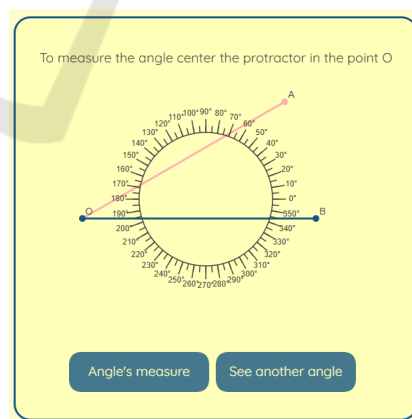 To measure the angle center the protractor in the point O
A
100° 90° 80°
110° 70°
120° 60°
130° 50°
140° 40°
150° 30°
160° 20°
170° 10°
180° 0°
O
190° 350°
B
200° 340°
210° 330°
220° 320°
230° 310°
240° 300°
250° 290°
260° 270° 280°
Angle's measure See another angle